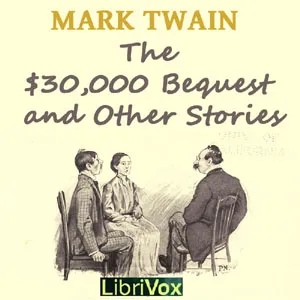 MARK TWAIN
The
$30,000 Bequest
and Other Stories
LibriVox